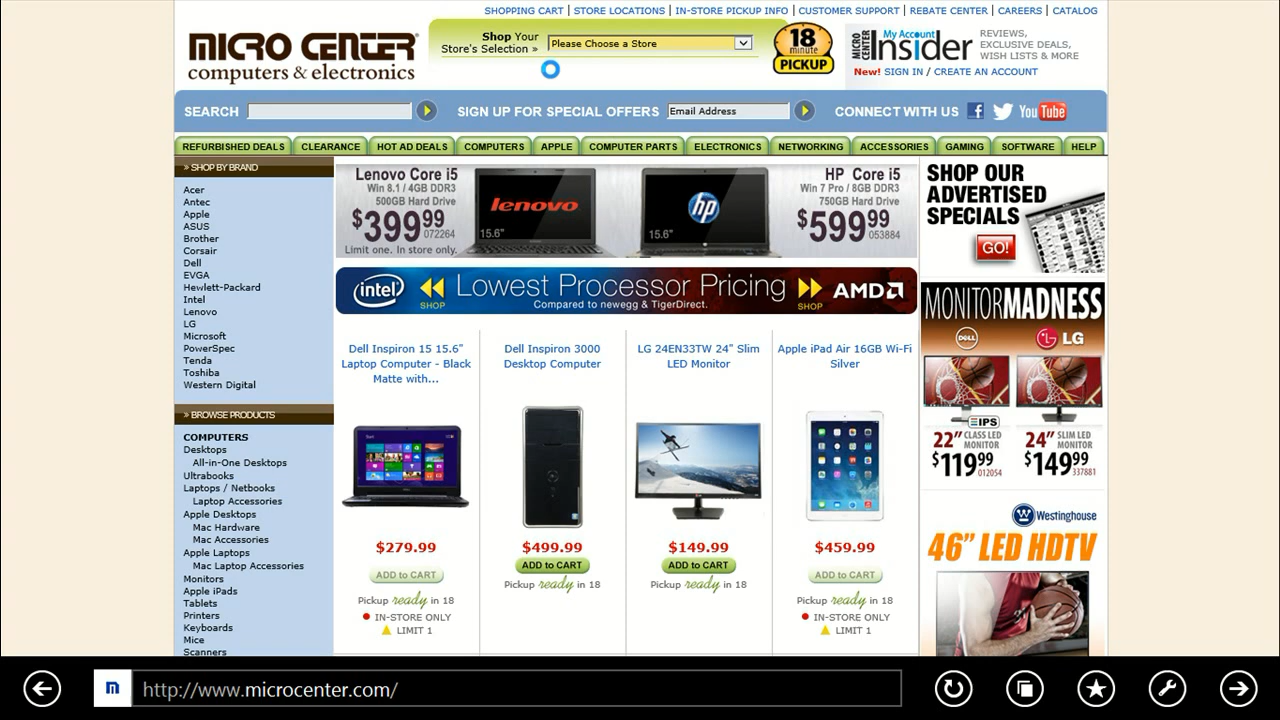 SHOPPING CART | STORE LOCATIONS | IN-STORE PICKUP INFO | CUSTOMER SUPPORT | REBATE CENTER | CAREERS | CATALOG
MICRO CENTER
computers & electronics
Shop Your
Store's Selection »
Please Choose a Store
18
minute
PICKUP
MICRO CENTER
My Account
Insider
REVIEWS,
EXCLUSIVE DEALS,
WISH LISTS & MORE
New! SIGN IN / CREATE AN ACCOUNT
SEARCH
SIGN UP FOR SPECIAL OFFERS
Email Address
CONNECT WITH US
f
You Tube
REFURBISHED DEALS
CLEARANCE
HOT AD DEALS
COMPUTERS
APPLE
COMPUTER PARTS
ELECTRONICS
NETWORKING
ACCESSORIES
GAMING
SOFTWARE
HELP
» SHOP BY BRAND
Acer
Antec
Apple
ASUS
Brother
Corsair
Dell
EVGA
Hewlett-Packard
Intel
Lenovo
LG
Microsoft
PowerSpec
Tenda
Toshiba
Western Digital
» BROWSE PRODUCTS
COMPUTERS
Desktops
All-in-One Desktops
Ultrabooks
Laptops / Netbooks
Laptop Accessories
Apple Desktops
Mac Hardware
Mac Accessories
Apple Laptops
Mac Laptop Accessories
Monitors
Apple iPads
Tablets
Printers
Keyboards
Mice
Scanners
Lenovo Core i5
Win 8.1 / 4GB DDR3
500GB Hard Drive
$399.99
072264
Limit one. In store only.
lenovo
15.6"
hp
15.6"
HP Core i5
Win 7 Pro / 8GB DDR3
750GB Hard Drive
$599.99
053884
intel
SHOP
Lowest Processor Pricing
Compared to newegg & TigerDirect.
SHOP
AMD
Dell Inspiron 15 15.6"
Laptop Computer - Black
Matte with...
$279.99
ADD to CART
Pickup ready in 18
IN-STORE ONLY
LIMIT 1
Dell Inspiron 3000
Desktop Computer
$499.99
ADD to CART
Pickup ready in 18
LG 24EN33TW 24" Slim
LED Monitor
$149.99
ADD to CART
Pickup ready in 18
Apple iPad Air 16GB Wi-Fi
Silver
$459.99
ADD to CART
Pickup ready in 18
IN-STORE ONLY
LIMIT 1
SHOP OUR
ADVERTISED
SPECIALS
GO!
MONITORMADNESS
DELL
LG
IPS
22" CLASS LED
MONITOR
$119.99
012054
24" SLIM LED
MONITOR
$149.99
337881
Westinghouse
46" LED HDTV
m
http://www.microcenter.com/